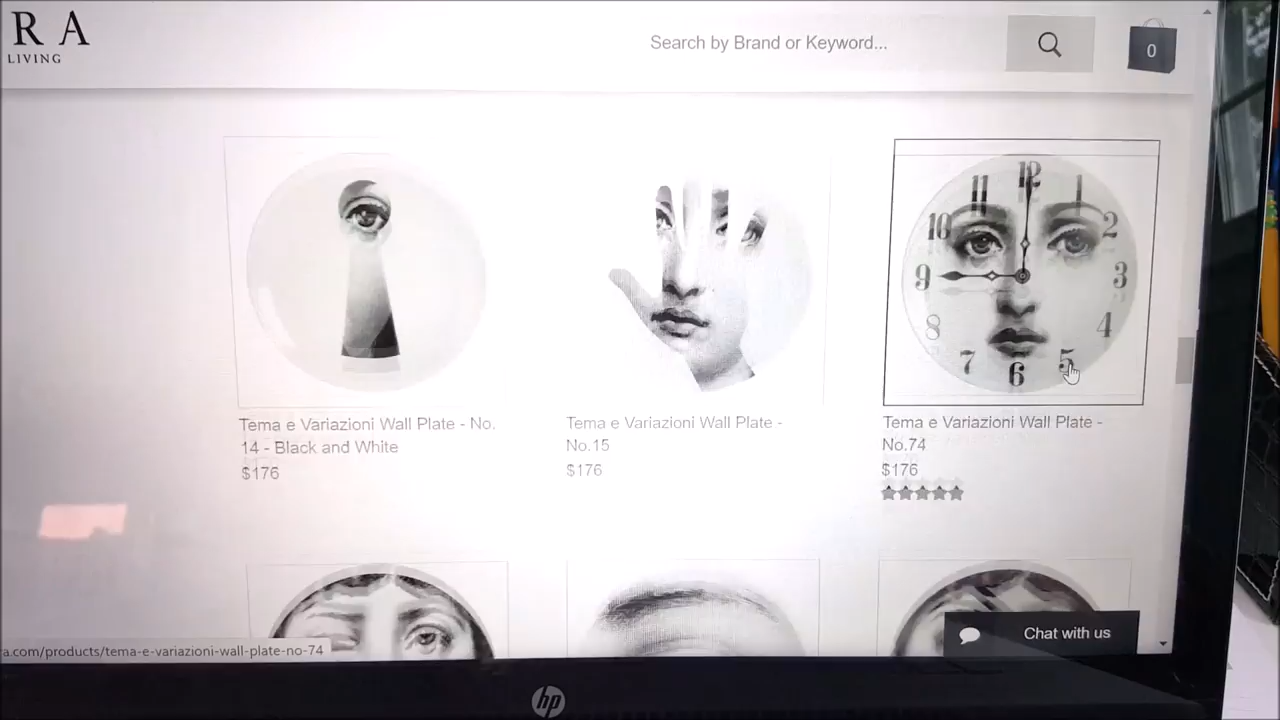 R A
LIVING
Search by Brand or Keyword...
0
12
11
1
10
2
9
3
8
4
7
5
6
Tema e Variazioni Wall Plate - No.
14 - Black and White
$176
Tema e Variazioni Wall Plate -
No.15
$176
Tema e Variazioni Wall Plate -
No.74
$176
Chat with us
a.com/products/tema-e-variazioni-wall-plate-no-74
hp